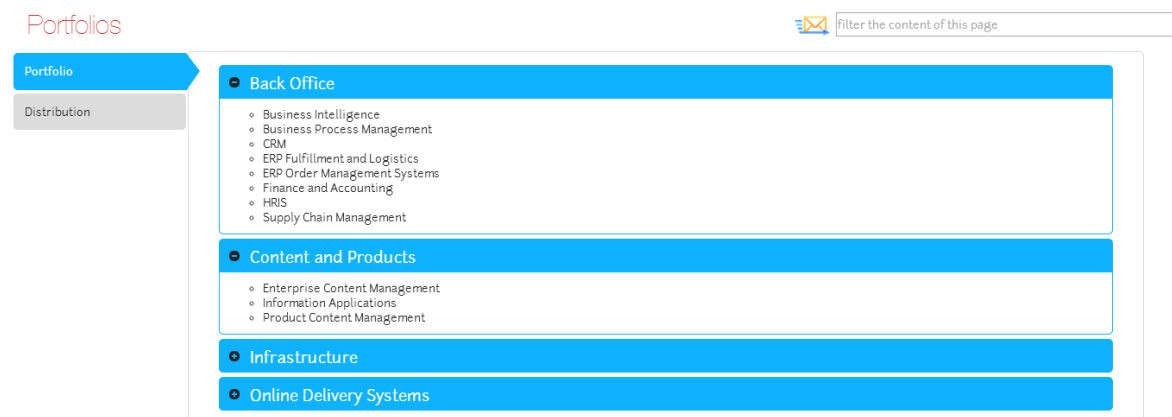 Portfolios
filter the content of this page
Portfolio
Distribution
Back Office
Business Intelligence
Business Process Management
CRM
ERP Fulfillment and Logistics
ERP Order Management Systems
Finance and Accounting
HRIS
Supply Chain Management
Content and Products
Enterprise Content Management
Information Applications
Product Content Management
Infrastructure
Online Delivery Systems